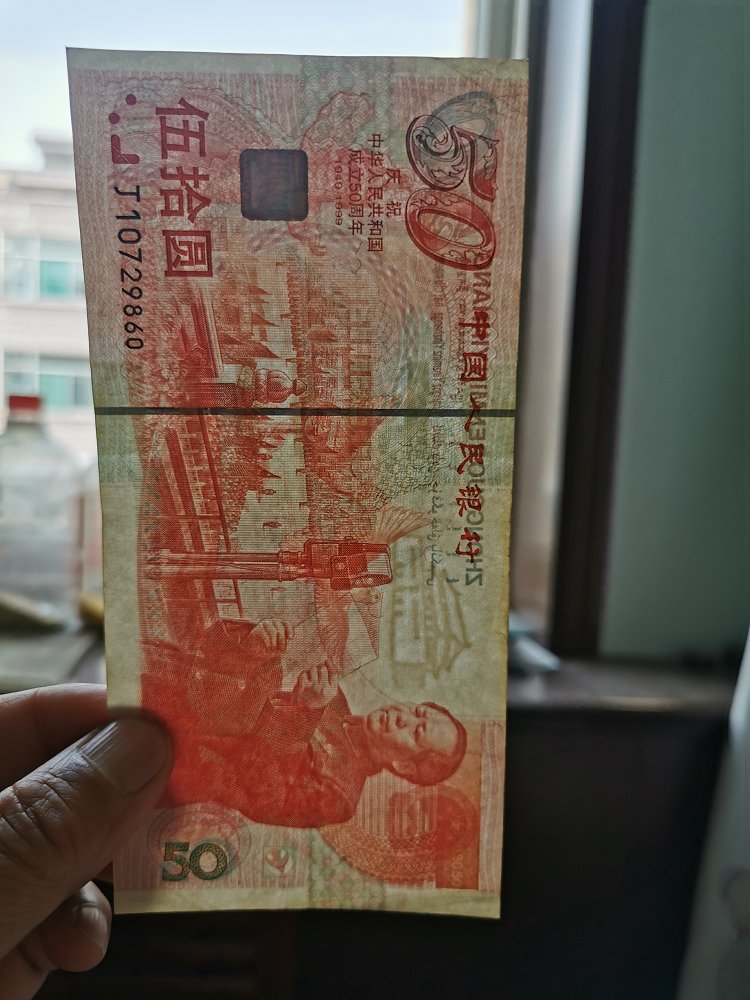 50
中国人民银行
庆祝
中华人民共和国
成立50周年
1949-1999
伍拾圆
J10729860
50